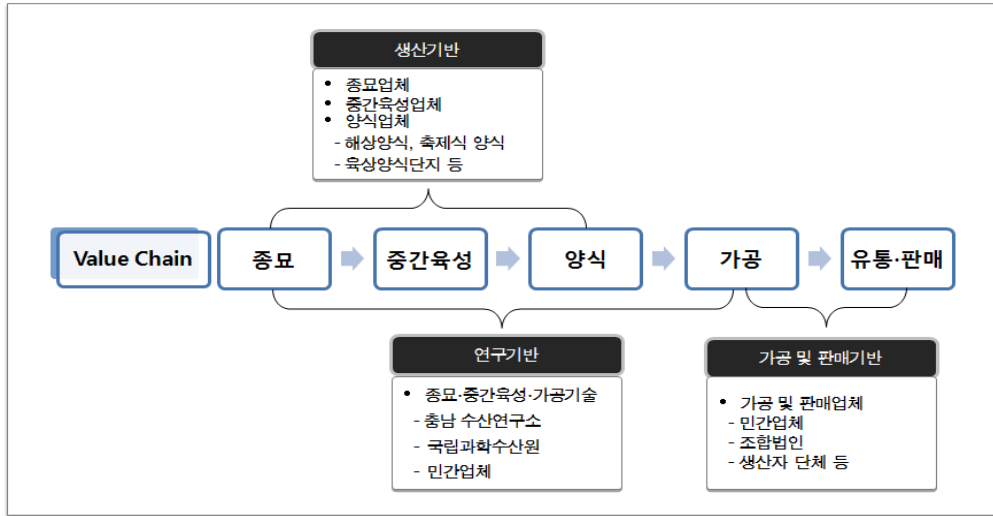 생산기반
• 종묘업체
• 중간육성업체
• 양식업체
- 해상양식, 축제식 양식
- 육상양식단지 등
Value Chain
종묘
중간육성
양식
가공
유통·판매
연구기반
• 종묘·중간육성·가공기술
- 충남 수산연구소
- 국립과학수산원
- 민간업체
가공 및 판매기반
• 가공 및 판매업체
- 민간업체
- 조합법인
- 생산자 단체 등